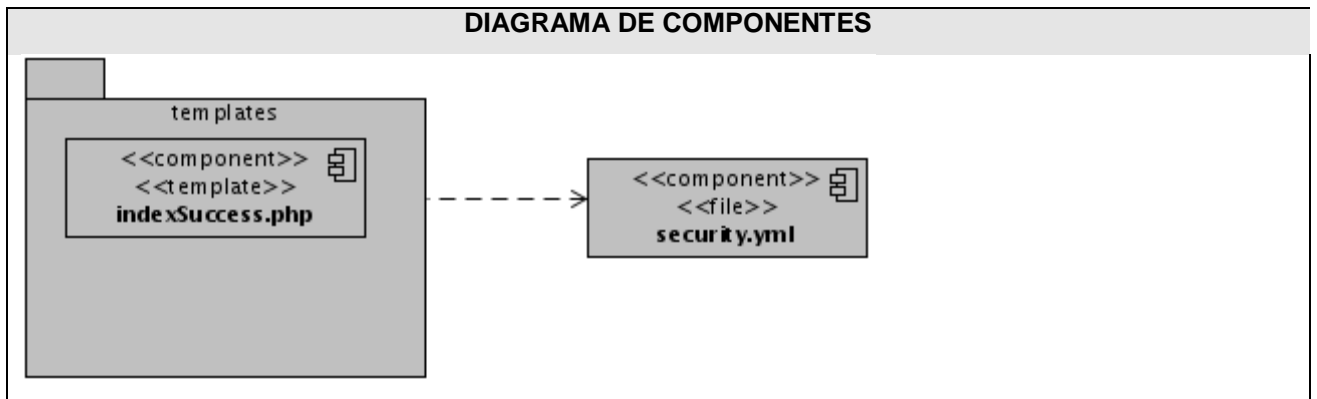 DIAGRAMA DE COMPONENTES
templates
<<component>>
<<template>>
indexSuccess.php
<<component>>
<<file>>
security.yml